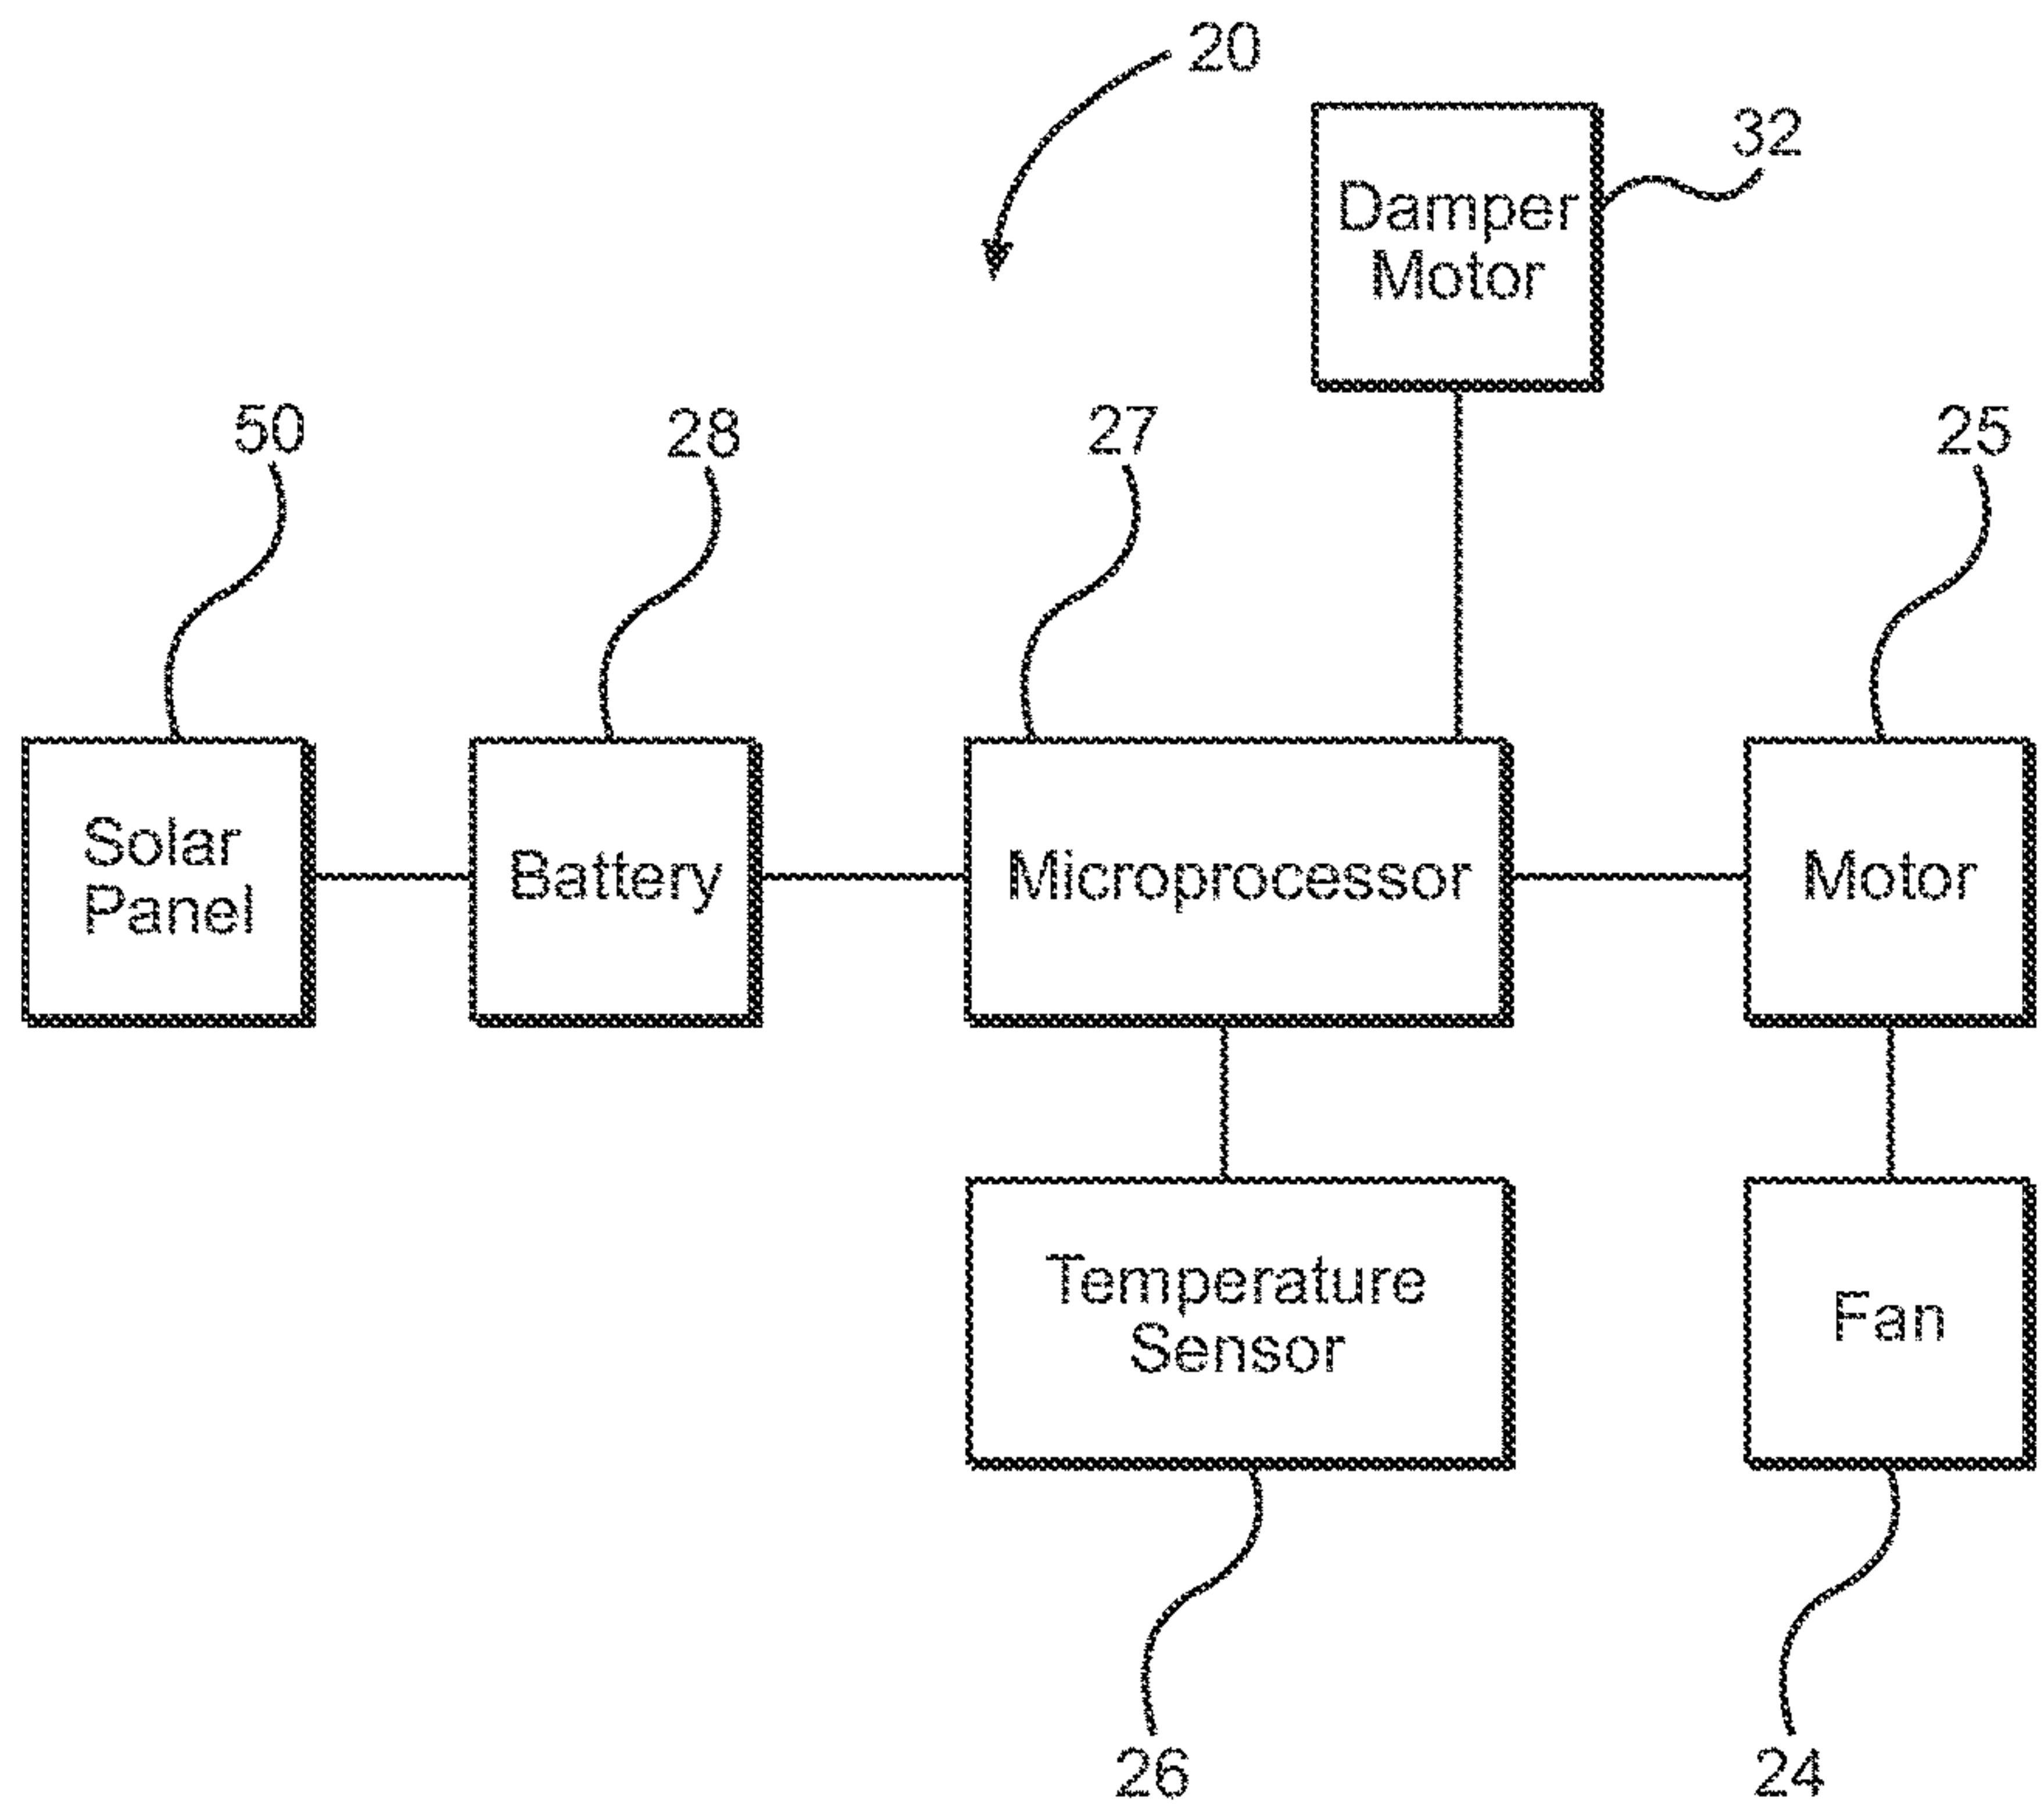 20
32
Damper
Motor
50
28
27
25
Solar
Panel
Battery
Microprocessor
Motor
Temperature
Sensor
Fan
26
24